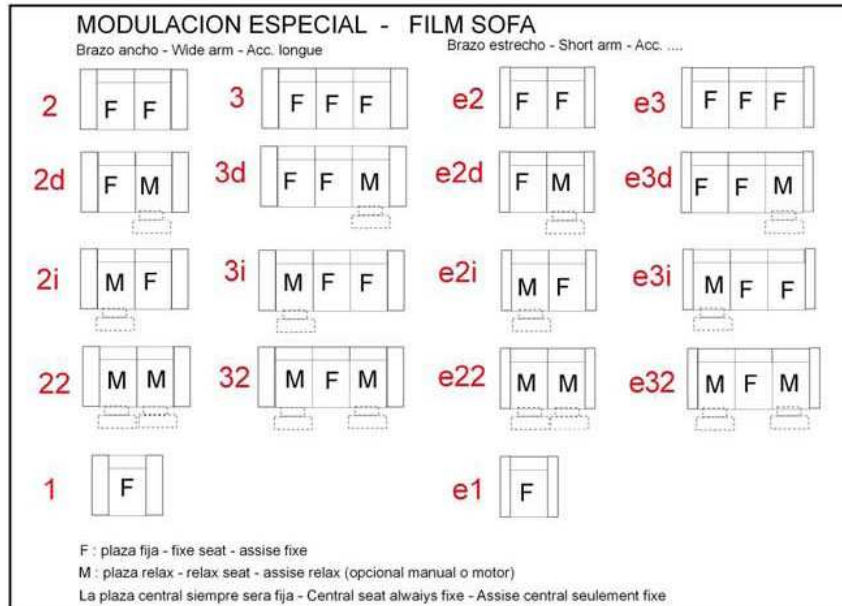 MODULACION ESPECIAL - FILM SOFA
Brazo ancho - Wide arm - Acc. longue
Brazo estrecho - Short arm - Acc. ....
2 F F
3 F F F
e2 F F
e3 F F F
2d F M
3d F F M
e2d F M
e3d F F M
2i M F
3i M F F
e2i M F
e3i M F F
22 M M
32 M F M
e22 M M
e32 M F M
1 F
e1 F
F : plaza fija - fixe seat - assise fixe
M : plaza relax - relax seat - assise relax (opcional manual o motor)
La plaza central siempre sera fija - Central seat alwaiys fixe - Assise central seulement fixe